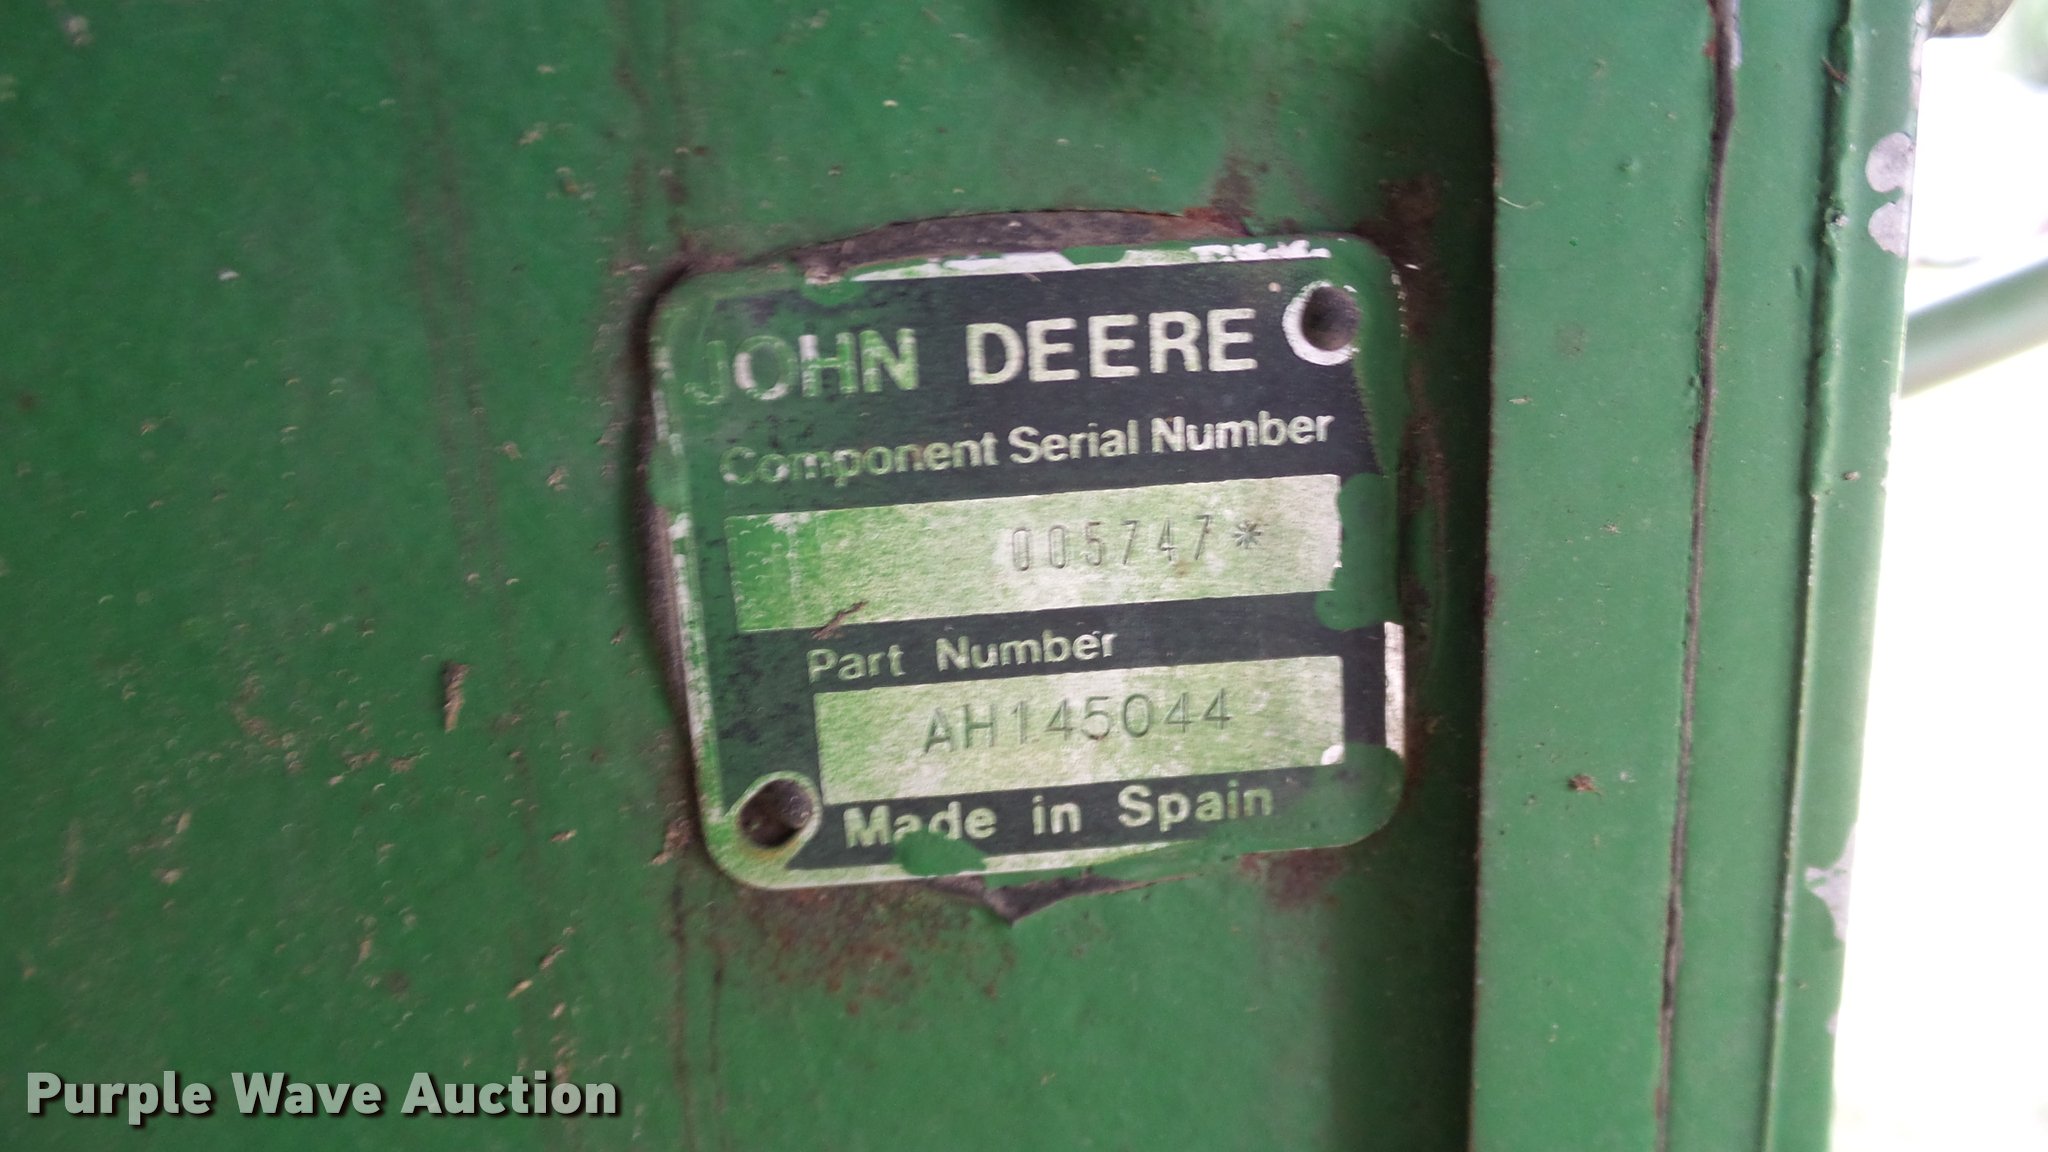 JOHN DEERE
Component Serial Number
005747*
Part Number
AH145044
Made in Spain
Purple Wave Auction